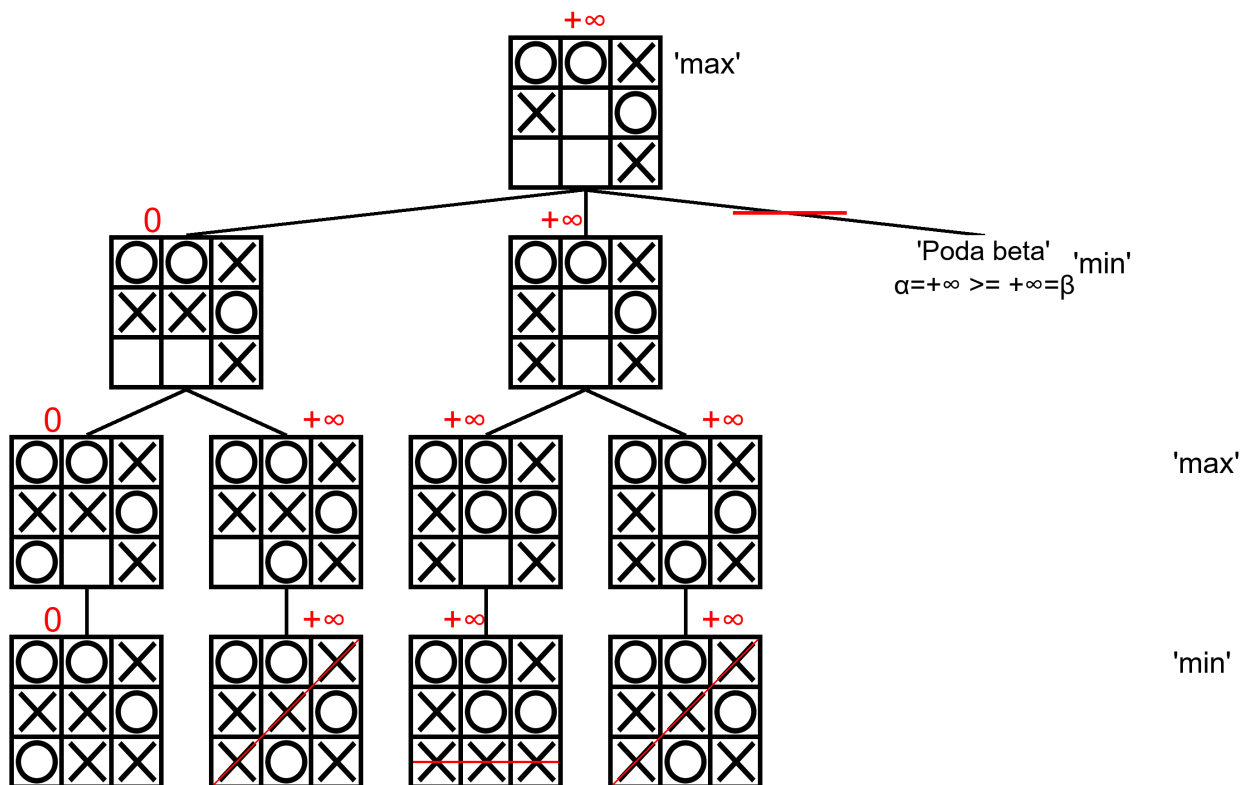 +∞
'max'
0
+∞
'Poda beta'
'min'
α=+∞ >= +∞=β
0
+∞
+∞
+∞
'max'
0
+∞
+∞
+∞
'min'